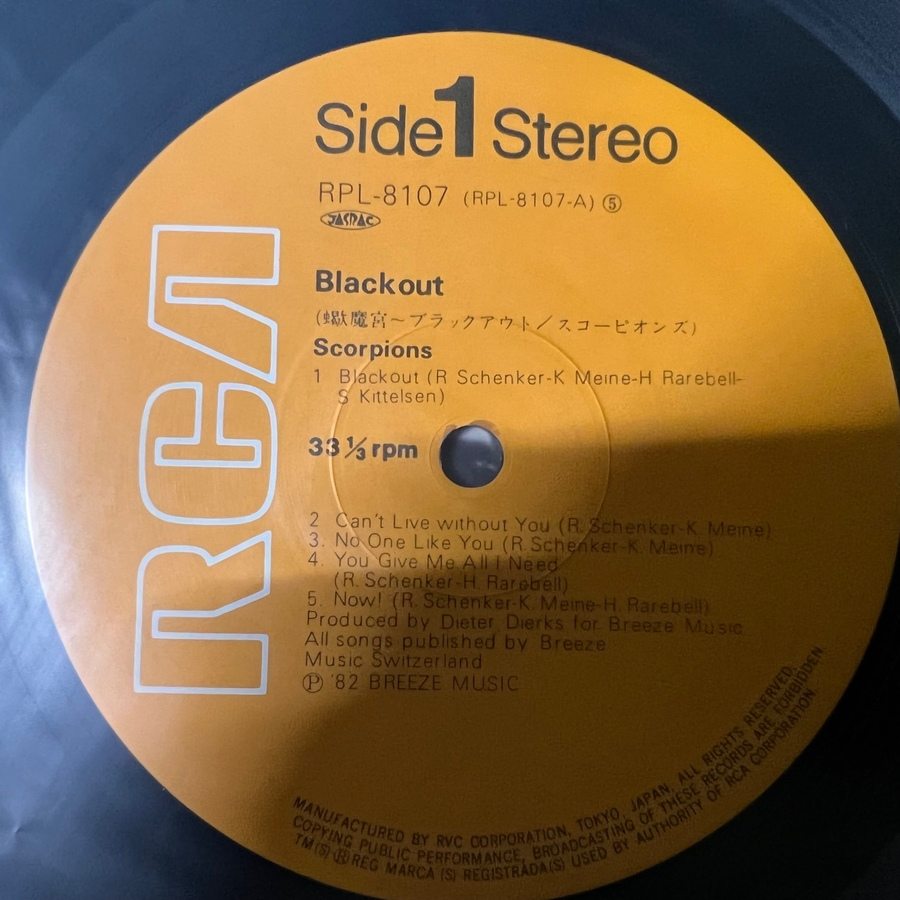 Side 1 Stereo
RPL-8107 (RPL-8107-A) ⑤
JASRAC
RCA
Blackout
(蠍魔宮～ブラックアウト/スコーピオンズ)
Scorpions
1 Blackout (R Schenker-K Meine-H Rarebell-
S Kittelsen)
33 1/3 rpm
2 Can't Live without You (R. Schenker-K. Meine)
3. No One Like You (R. Schenker-K. Meine)
4. You Give Me All I Need
(R. Schenker-H Rarebell)
5. Now! (R. Schenker-K. Meine-H. Rarebell)
Produced by Dieter Dierks for Breeze Music
All songs published by Breeze
Music Switzerland
Ⓟ '82 BREEZE MUSIC
MANUFACTURED BY RVC CORPORATION, TOKYO, JAPAN. ALL RIGHTS RESERVED,
COPYING PUBLIC PERFORMANCE, BROADCASTING OF THESE RECORDS ARE FORBIDDEN
TM(S) ® REG MARCA (S) REGISTRADA(S) USED BY AUTHORITY OF RCA CORPORATION.